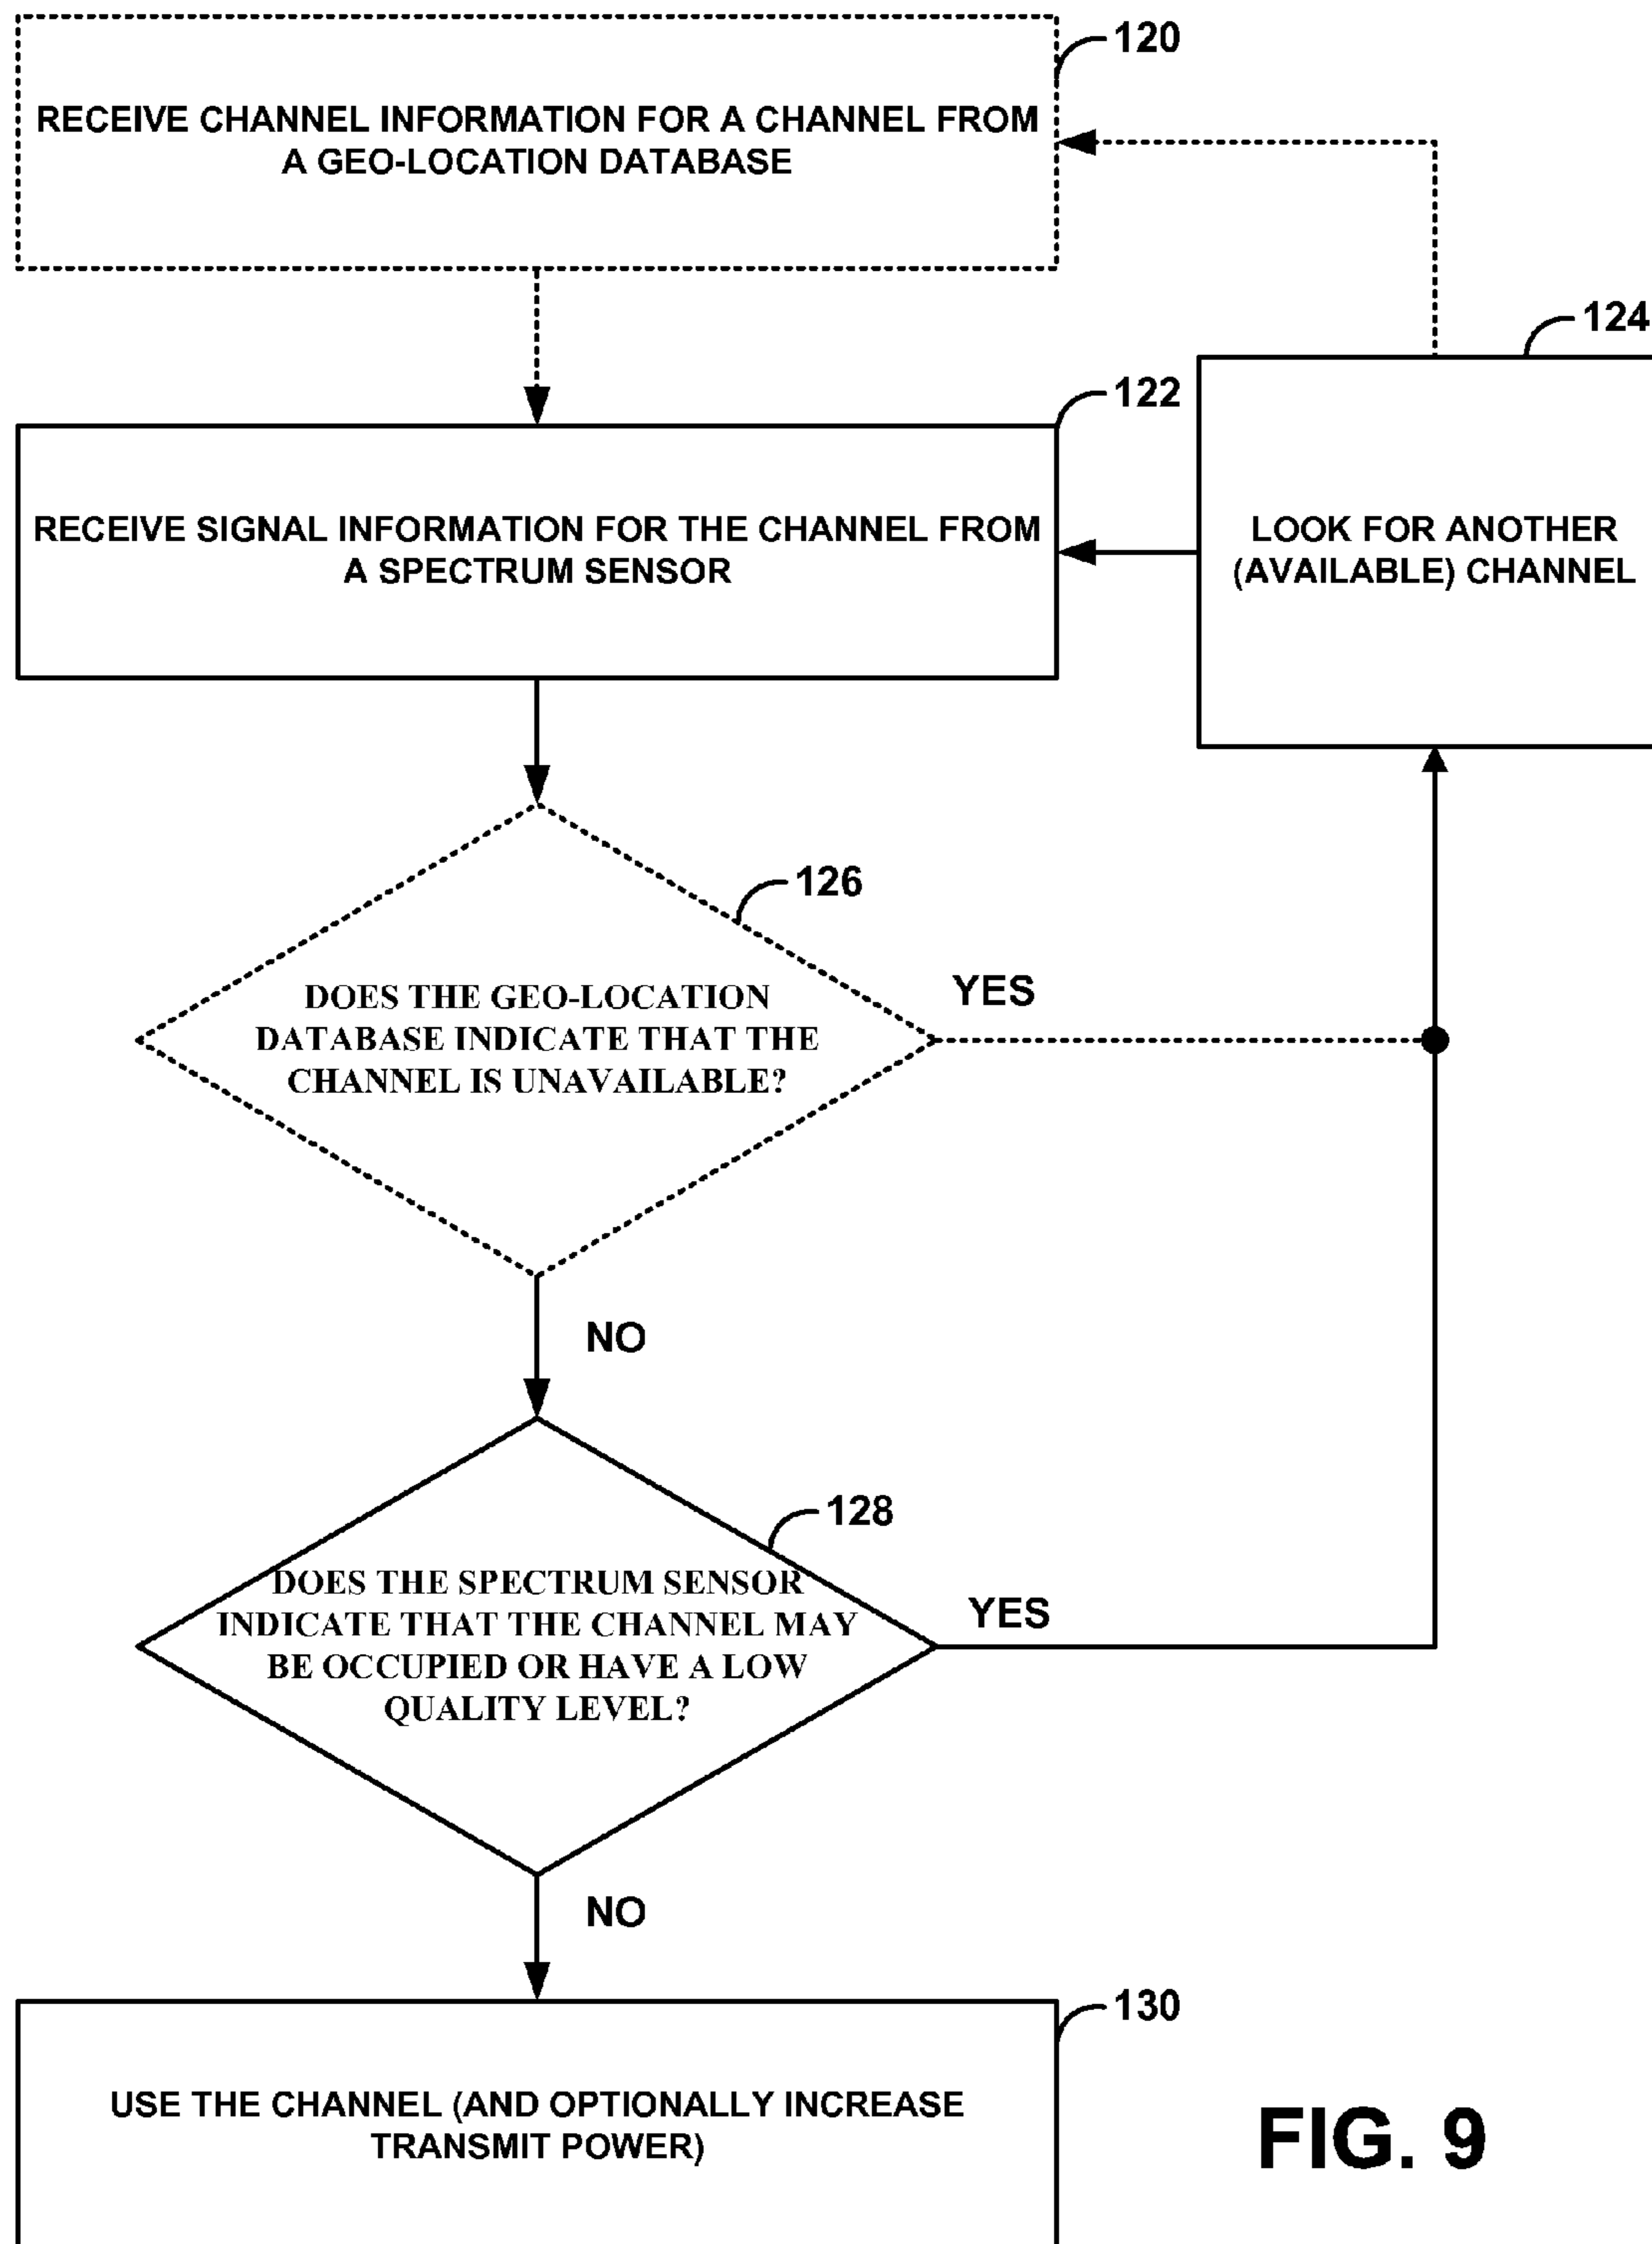 120
RECEIVE CHANNEL INFORMATION FOR A CHANNEL FROM
A GEO-LOCATION DATABASE
124
122
RECEIVE SIGNAL INFORMATION FOR THE CHANNEL FROM
A SPECTRUM SENSOR
LOOK FOR ANOTHER
(AVAILABLE) CHANNEL
126
DOES THE GEO-LOCATION
DATABASE INDICATE THAT THE
CHANNEL IS UNAVAILABLE?
YES
NO
128
DOES THE SPECTRUM SENSOR
INDICATE THAT THE CHANNEL MAY
BE OCCUPIED OR HAVE A LOW
QUALITY LEVEL?
YES
NO
130
USE THE CHANNEL (AND OPTIONALLY INCREASE
TRANSMIT POWER)
FIG. 9